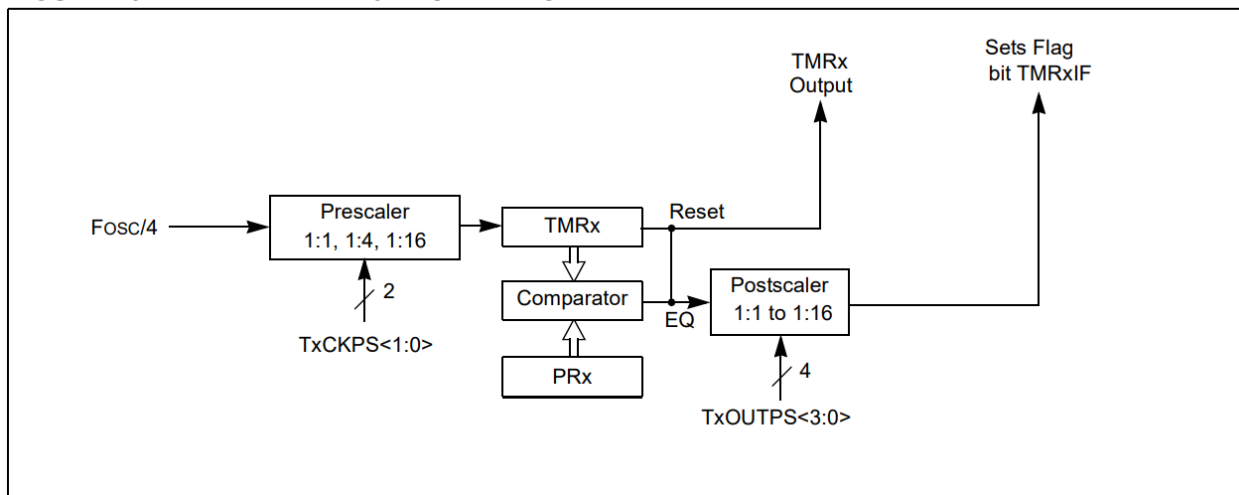 TMRx
Output
Sets Flag
bit TMRxIF
FOSC/4
Prescaler
1:1, 1:4, 1:16
2
TxCKPS<1:0>
TMRx
Reset
Comparator
EQ
PRx
Postscaler
1:1 to 1:16
4
TxOUTPS<3:0>